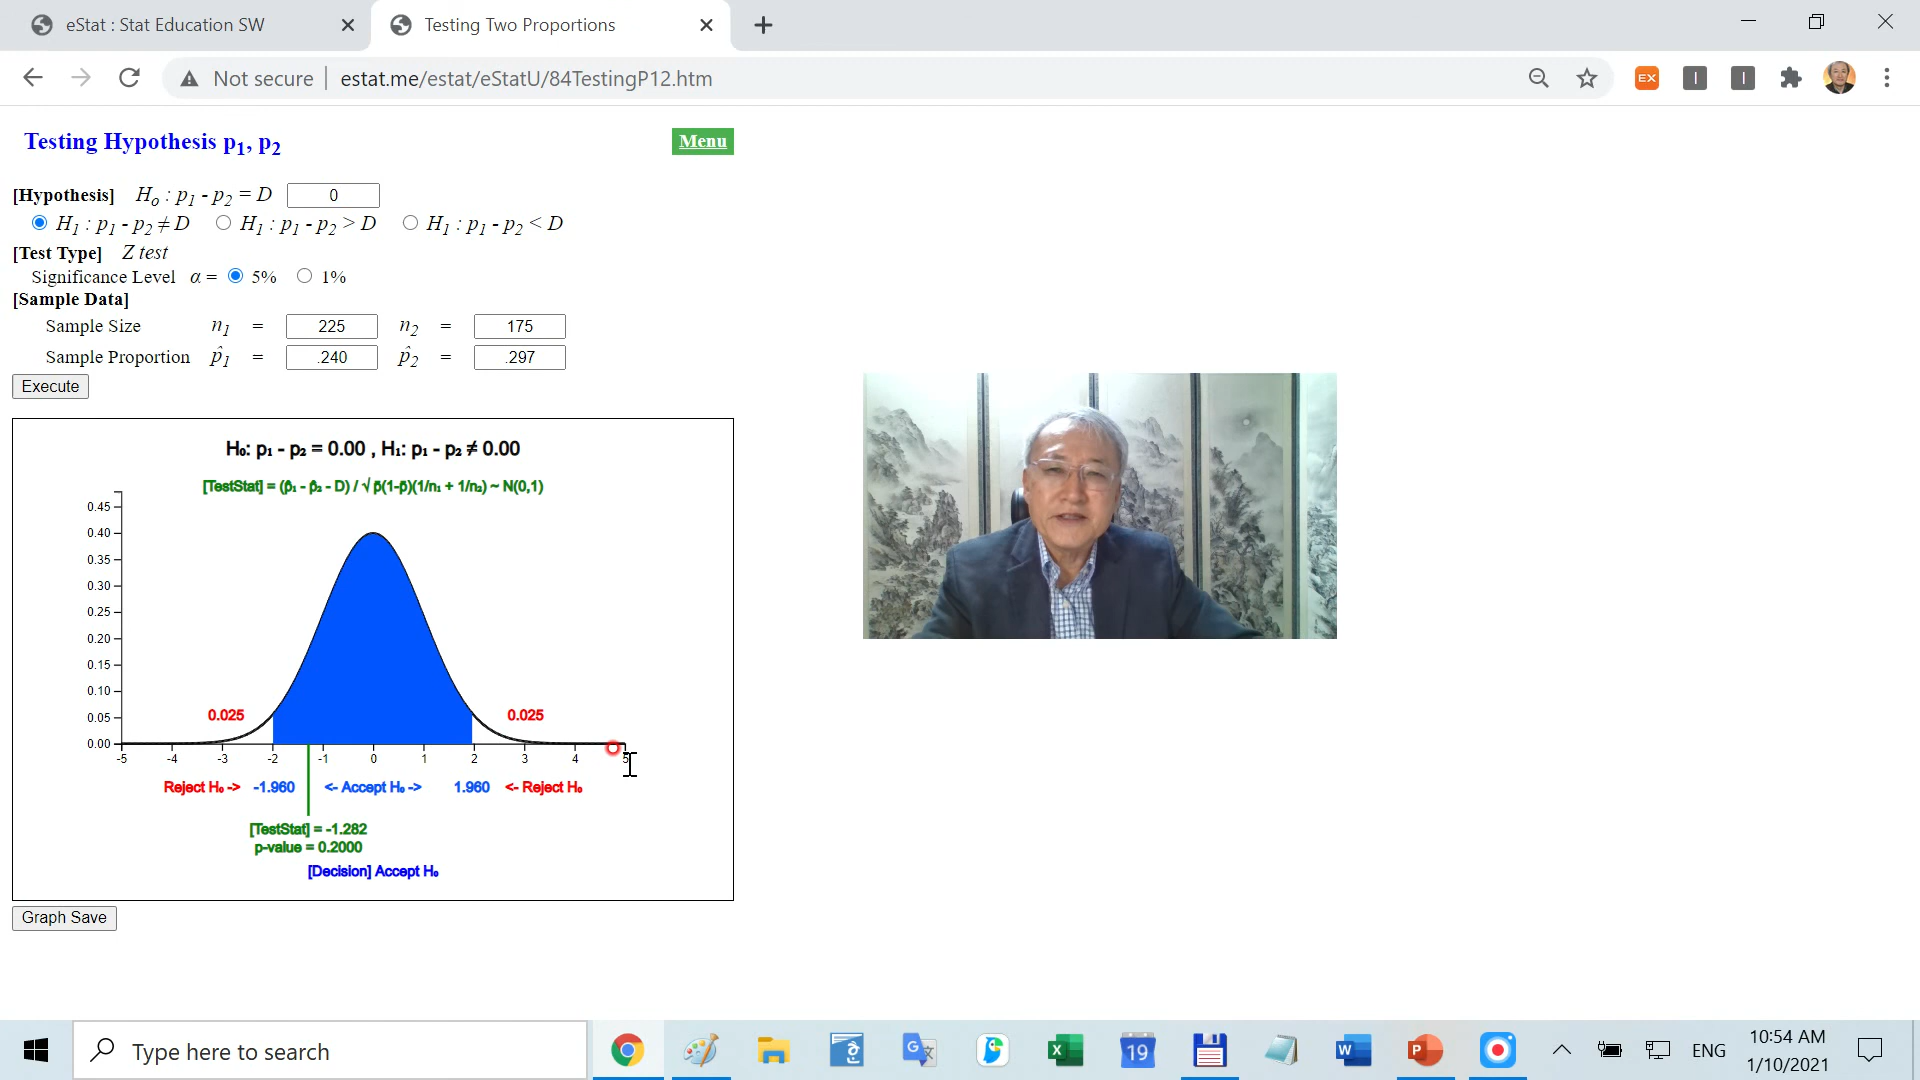 eStat : Stat Education SW
Testing Two Proportions
Not secure | estat.me/estat/eStatU/84TestingP12.htm
EX
Testing Hypothesis p₁, p₂
Menu
[Hypothesis] Hₒ : p₁ - p₂ = D 0
H₁ : p₁ - p₂ ≠ D H₁ : p₁ - p₂ > D H₁ : p₁ - p₂ < D
[Test Type] Z test
Significance Level α = 5% 1%
[Sample Data]
Sample Size n₁ = 225 n₂ = 175
Sample Proportion p̂₁ = .240 p̂₂ = .297
Execute
H₀: p₁ - p₂ = 0.00 , H₁: p₁ - p₂ ≠ 0.00
[TestStat] = (p̂₁ - p̂₂ - D) / √ p̄(1-p̄)(1/n₁ + 1/n₂) ~ N(0,1)
0.45
0.40
0.35
0.30
0.25
0.20
0.15
0.10
0.05
0.00
0.025 0.025
-5 -4 -3 -2 -1 0 1 2 3 4 5
Reject H₀ -> -1.960 <- Accept H₀ -> 1.960 <- Reject H₀
[TestStat] = -1.282
p-value = 0.2000
[Decision] Accept H₀
Graph Save
Type here to search
19
ENG
10:54 AM
1/10/2021